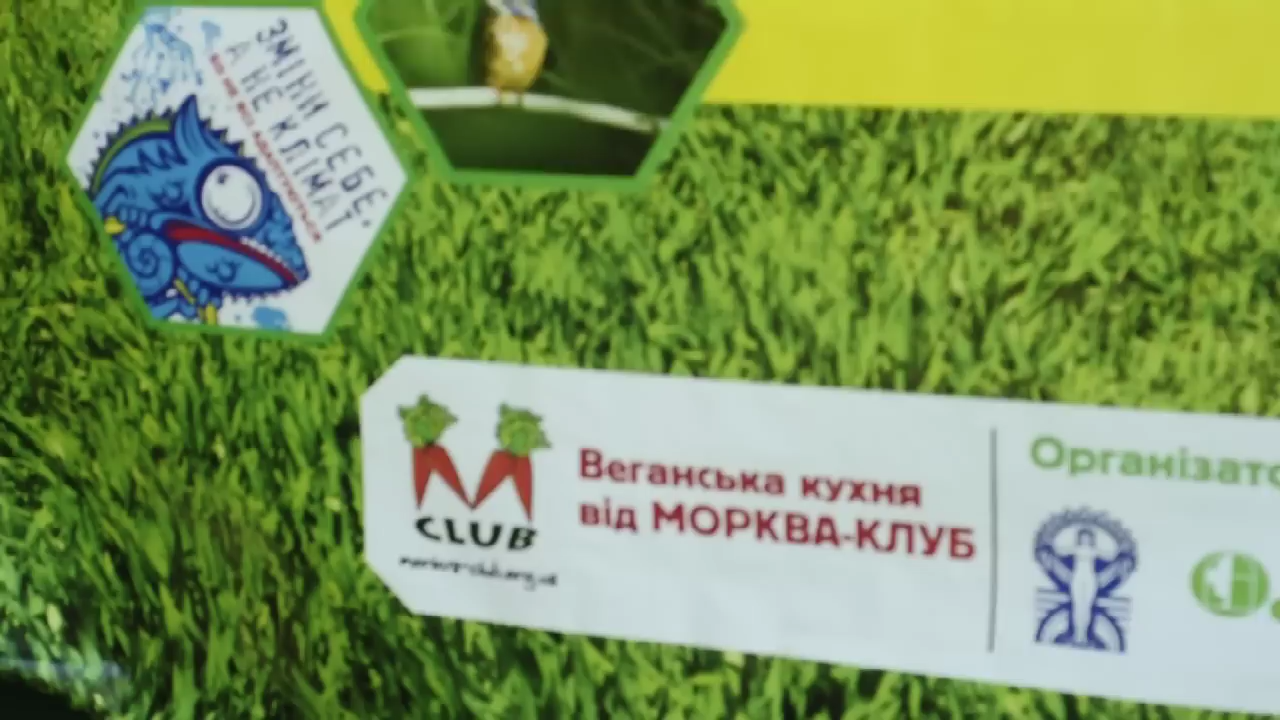 ЗМІНИ СЕБЕ,
А НЕ КЛІМАТ
Веганська кухня
від МОРКВА-КЛУБ
CLUB
Організато